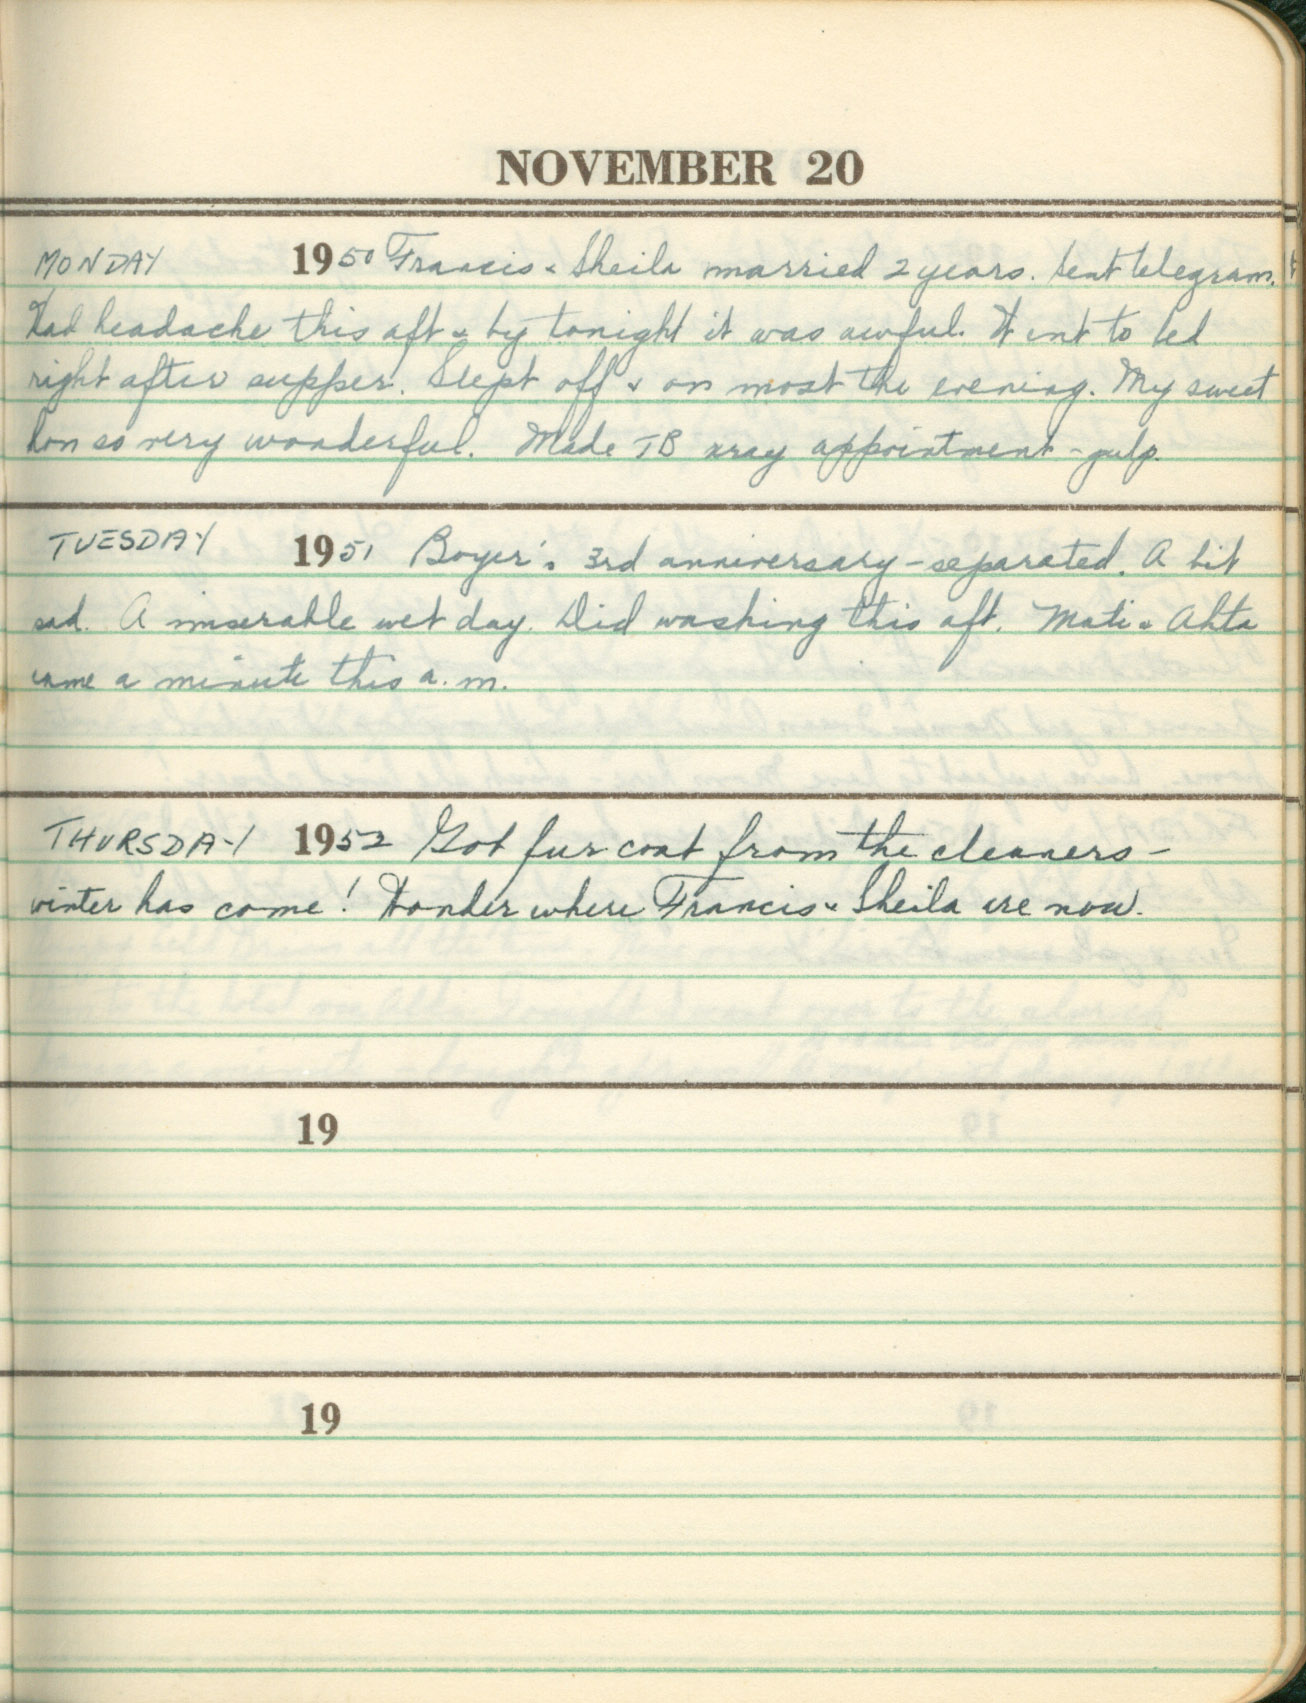 NOVEMBER 20
MONDAY 1950 Francis & Sheila married 2 years. Sent telegram.
Had headache this aft & by tonight it was awful. Went to bed
right after supper. Slept off & on most the evening. My sweet
hon so very wonderful. Made TB xray appointment - gulp.
TUESDAY 1951 Boyer's 3rd anniversary - separated. A bit
sad. A miserable wet day. Did washing this aft. Mati & Ahta
came a minute this a.m.
THURSDAY 1952 Got fur coat from the cleaners -
winter has come! Wonder where Francis & Sheila are now.
19
19